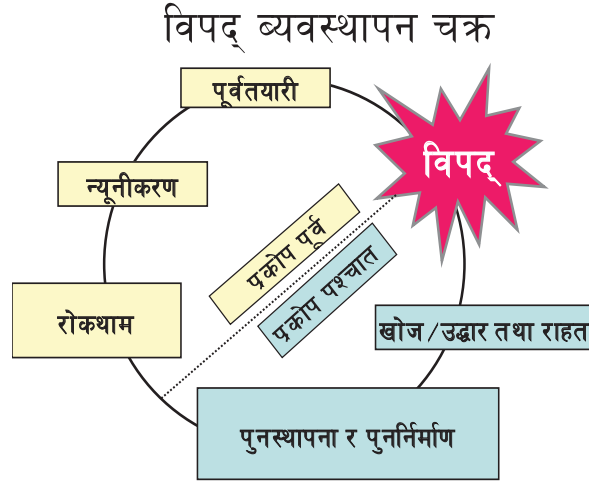 विपद् ब्यवस्थापन चक्र
पूर्वतयारी
विपद्
न्यूनीकरण
प्रकोप पूर्व
प्रकोप पश्चात
रोकथाम
खोज/उद्धार तथा राहत
पुनस्थापना र पुनर्निर्माण